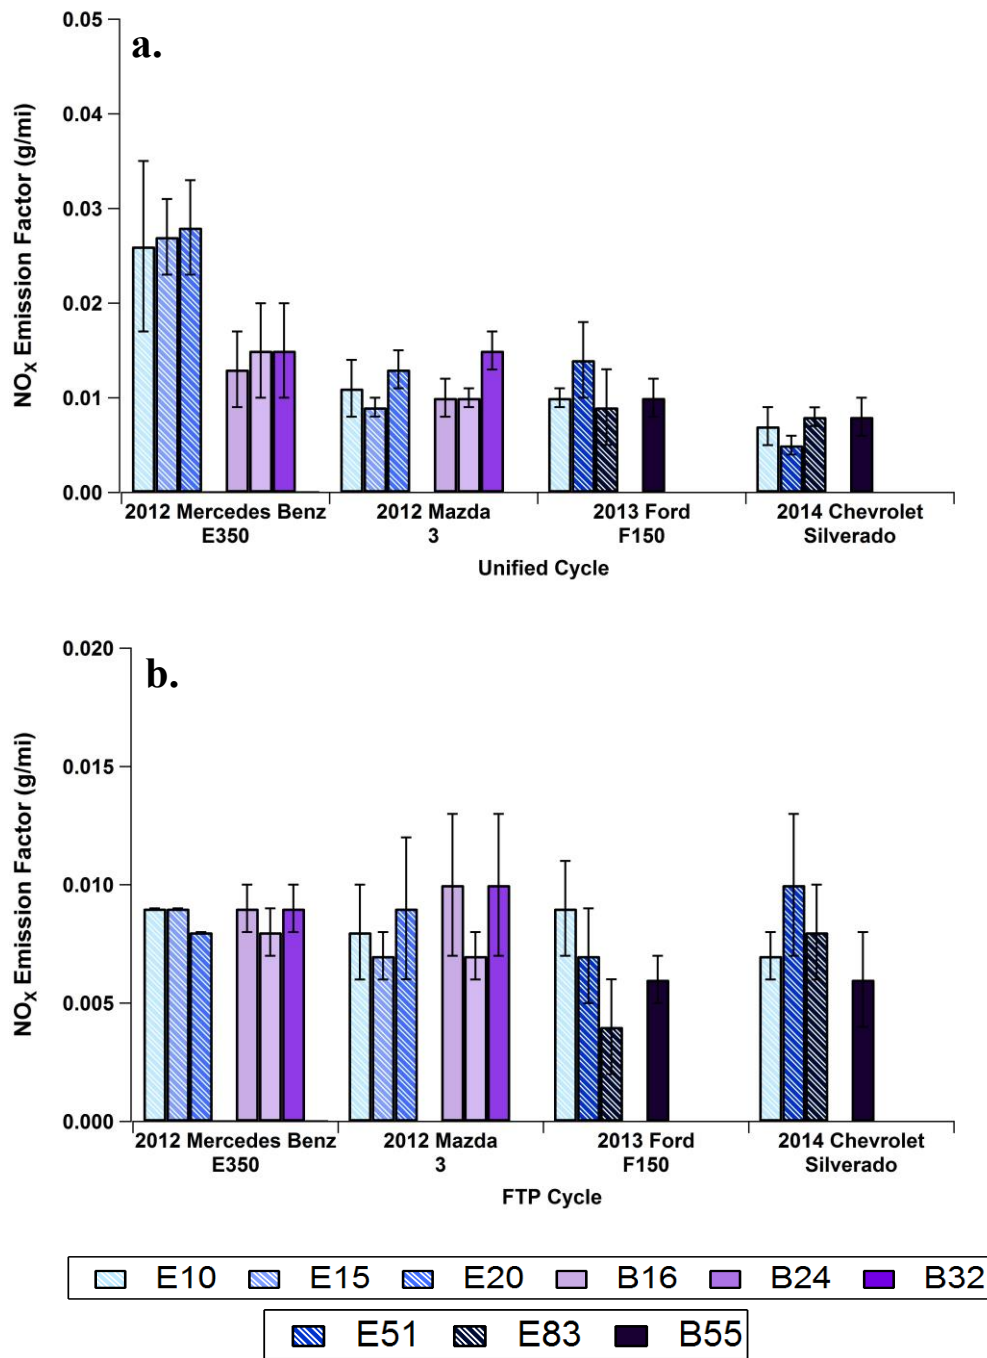 a.
NOX Emission Factor (g/mi)
0.05
0.04
0.03
0.02
0.01
0.00
2012 Mercedes Benz
E350
2012 Mazda
3
2013 Ford
F150
2014 Chevrolet
Silverado
Unified Cycle
b.
NOX Emission Factor (g/mi)
0.020
0.015
0.010
0.005
0.000
2012 Mercedes Benz
E350
2012 Mazda
3
2013 Ford
F150
2014 Chevrolet
Silverado
FTP Cycle
E10 E15 E20 B16 B24 B32
E51 E83 B55